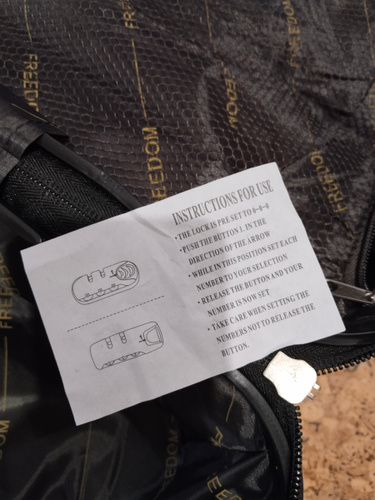 FREEDOM
FREEDOM
FREEDOM
FREEDOM
INSTRUCTIONS FOR USE
• THE LOCK IS PRE SET TO 0-0-0
• PUSH THE BUTTON 1. IN THE
DIRECTION OF THE ARROW
• WHILE IN THIS POSITION SET EACH
NUMBER TO YOUR SELECTION
• RELEASE THE BUTTON AND YOUR
NUMBER IS NOW SET
• TAKE CARE WHEN SETTING THE
NUMBERS NOT TO RELEASE THE
BUTTON.
FREEDOM
FREEDOM